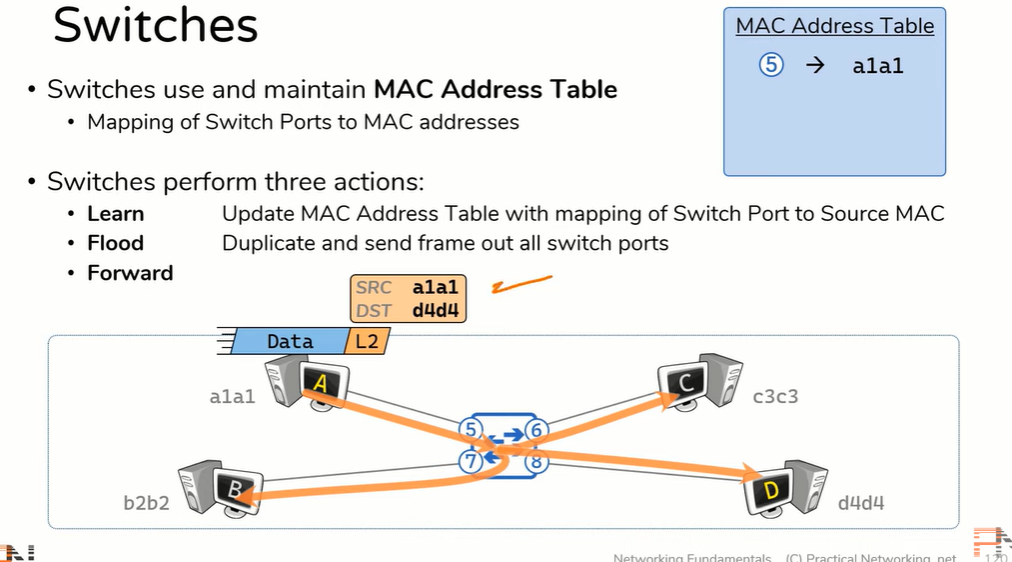 Switches
MAC Address Table
⑤ → a1a1
• Switches use and maintain MAC Address Table
• Mapping of Switch Ports to MAC addresses
• Switches perform three actions:
• Learn Update MAC Address Table with mapping of Switch Port to Source MAC
• Flood Duplicate and send frame out all switch ports
• Forward
SRC a1a1
DST d4d4
Data L2
A
C
a1a1
c3c3
5 6
7 8
B
D
b2b2
d4d4
Networking Fundamentals (C) Practical Networking .net 120